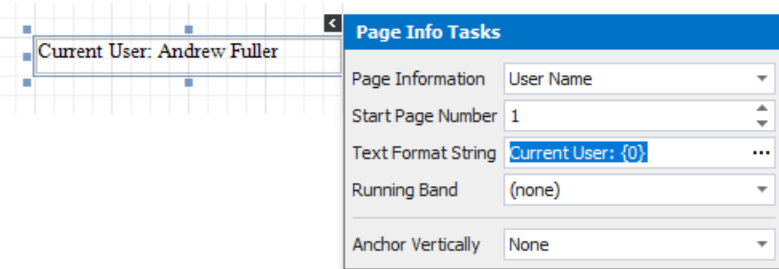 Current User: Andrew Fuller
Page Info Tasks
Page Information User Name
Start Page Number 1
Text Format String Current User: {0} ...
Running Band (none)
Anchor Vertically None